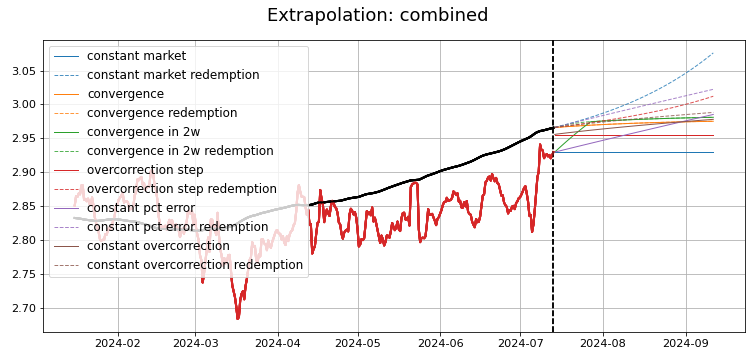 Extrapolation: combined
constant market
constant market redemption
convergence
convergence redemption
convergence in 2w
convergence in 2w redemption
overcorrection step
overcorrection step redemption
constant pct error
constant pct error redemption
constant overcorrection
constant overcorrection redemption
3.05
3.00
2.95
2.90
2.85
2.80
2.75
2.70
2024-02 2024-03 2024-04 2024-05 2024-06 2024-07 2024-08 2024-09